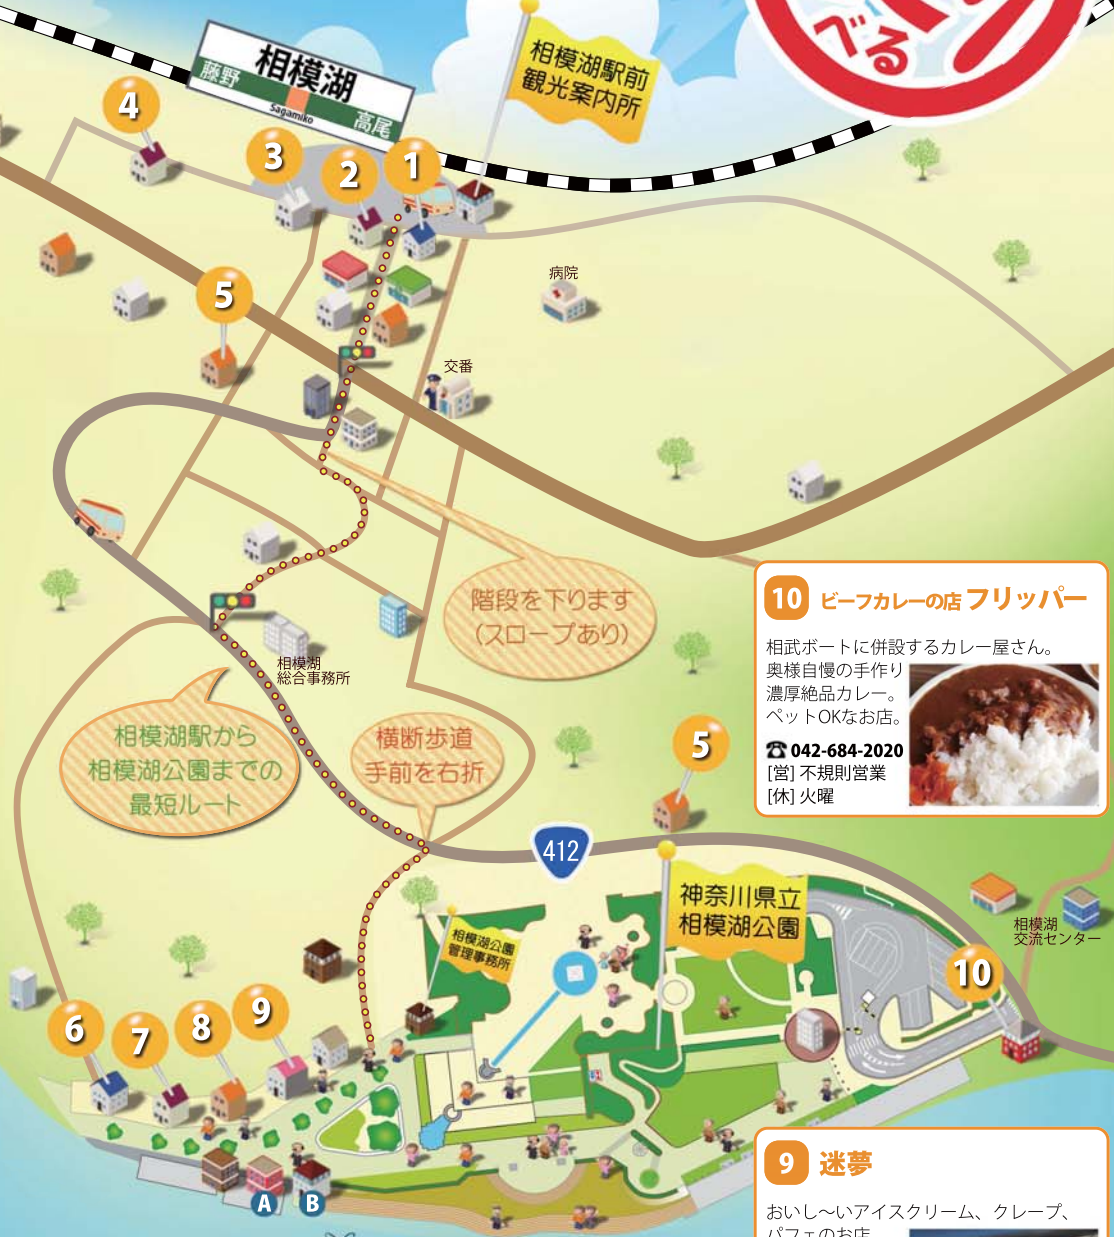 べる
相模湖
藤野
Sagamiko
高尾
相模湖駅前
観光案内所
4
3
2
1
5
病院
交番
階段を下ります
(スロープあり)
相模湖
総合事務所
相模湖駅から
相模湖公園までの
最短ルート
横断歩道
手前を右折
5
412
10 ビーフカレーの店 フリッパー
相武ボートに併設するカレー屋さん。
奥様自慢の手作り
濃厚絶品カレー。
ペットOKなお店。
☎ 042-684-2020
[営] 不規則営業
[休] 火曜
神奈川県立
相模湖公園
相模湖公園
管理事務所
相模湖
交流センター
10
6
7
8
9
A
B
9 迷夢
おいし〜いアイスクリーム、クレープ、
パフェのお店